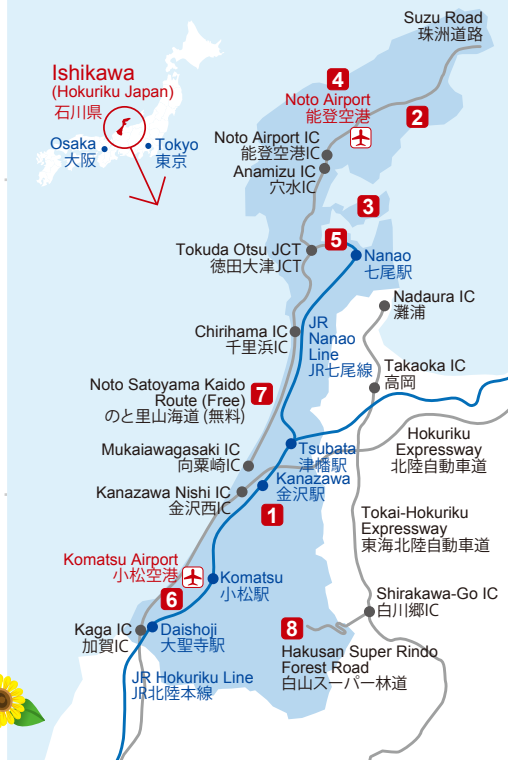 Suzu Road
珠洲道路
Ishikawa
(Hokuriku Japan)
石川県
Osaka
大阪
Tokyo
東京
4
Noto Airport
能登空港
2
Noto Airport IC
能登空港IC
Anamizu IC
穴水IC
3
5
Tokuda Otsu JCT
徳田大津JCT
Nanao
七尾駅
Nadaura IC
灘浦
Chirihama IC
千里浜IC
JR
Nanao
Line
JR七尾線
Takaoka IC
高岡
Noto Satoyama Kaido
Route (Free)
のと里山海道 (無料)
7
Mukaiawagasaki IC
向粟崎IC
Tsubata
津幡駅
Hokuriku
Expressway
北陸自動車道
Kanazawa Nishi IC
金沢西IC
Kanazawa
金沢駅
1
Tokai-Hokuriku
Expressway
東海北陸自動車道
Komatsu Airport
小松空港
Komatsu
小松駅
6
Shirakawa-Go IC
白川郷IC
Kaga IC
加賀IC
Daishoji
大聖寺駅
8
Hakusan Super Rindo
Forest Road
白山スーパー林道
JR Hokuriku Line
JR北陸本線